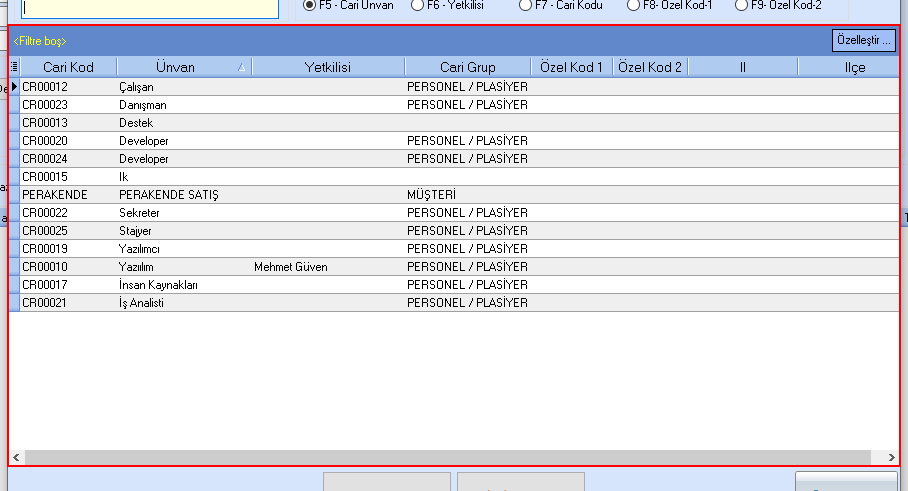 F5 - Cari Ünvan F6 - Yetkilisi F7 - Cari Kodu F8- Özel Kod-1 F9- Özel Kod-2
<Filtre boş> Özelleştir ...
Cari Kod Ünvan Yetkilisi Cari Grup Özel Kod 1 Özel Kod 2 Il Ilçe
CR00012 Çalışan PERSONEL / PLASİYER
CR00023 Danışman PERSONEL / PLASİYER
CR00013 Destek
CR00020 Developer PERSONEL / PLASİYER
CR00024 Developer PERSONEL / PLASİYER
CR00015 Ik
PERAKENDE PERAKENDE SATIŞ MÜŞTERİ
CR00022 Sekreter PERSONEL / PLASİYER
CR00025 Stajyer PERSONEL / PLASİYER
CR00019 Yazılımcı PERSONEL / PLASİYER
CR00010 Yazıılım Mehmet Güven PERSONEL / PLASİYER
CR00017 İnsan Kaynakları PERSONEL / PLASİYER
CR00021 İş Analisti PERSONEL / PLASİYER